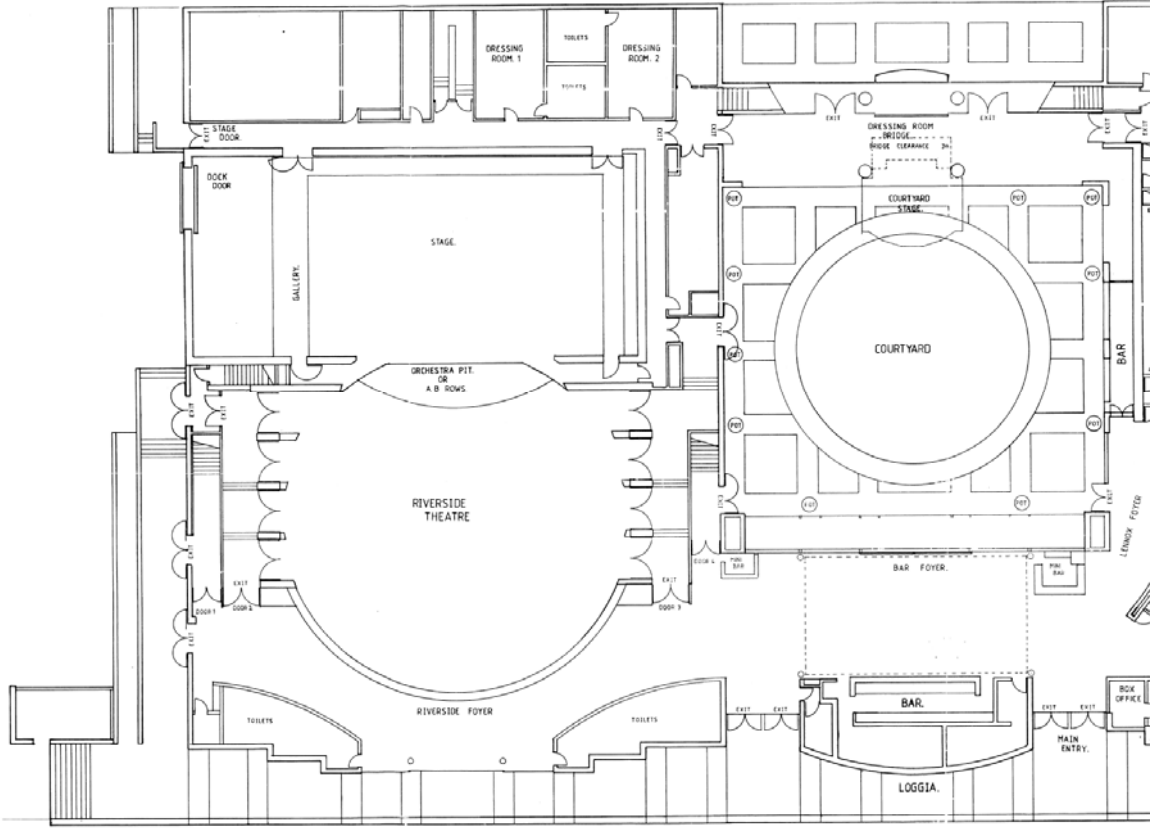 DRESSING
ROOM. 1
TOILETS
DRESSING
ROOM. 2
TOILETS
STAGE
DOOR.
EXIT
EXIT
EXIT
EXIT
EXIT
EXIT
EXIT
DRESSING ROOM
BRIDGE.
BRIDGE CLEARANCE
DOCK
DOOR
STAGE.
GALLERY.
COURTYARD
STAGE.
POT
POT
POT
POT
POT
EXIT
POT
COURTYARD
BAR
ORCHESTRA PIT.
OR
A.B ROWS.
EXIT
EXIT
POT
POT
RIVERSIDE
THEATRE
EXIT
POT
POT
EXIT
LENNOX FOYER
EXIT
DOOR 4
MINI
BAR
BAR FOYER.
BAR
EXIT
EXIT
DOOR 1
DOOR 2
DOOR 3
EXIT
BOX
OFFICE
TOILETS
RIVERSIDE FOYER
TOILETS
EXIT
EXIT
BAR.
EXIT
EXIT
MAIN
ENTRY.
LOGGIA.